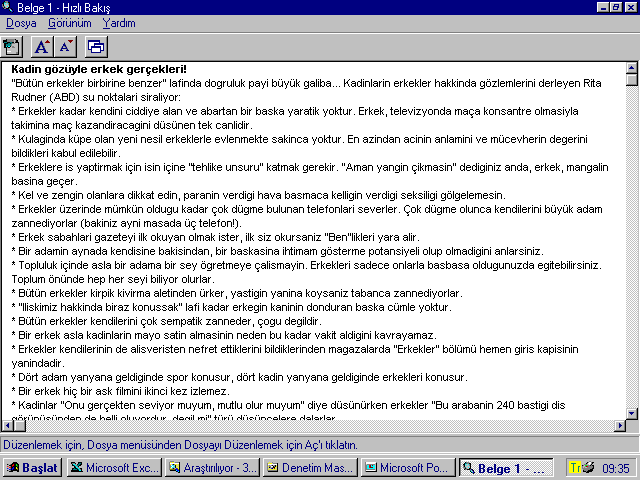 Belge 1 - Hızlı Bakış
Dosya Görünüm Yardım
Kadin gözüyle erkek gerçekleri!
"Bütün erkekler birbirine benzer" lafinda dogruluk payi büyük galiba... Kadinlarin erkekler hakkinda gözlemlerini derleyen Rita
Rudner (ABD) su noktalari siraliyor:
* Erkekler kadar kendini ciddiye alan ve abartan bir baska yaratik yoktur. Erkek, televizyonda maça konsantre olmasiyla
takimina maç kazandiracagini düsünen tek canlidir.
* Kulaginda küpe olan yeni nesil erkeklerle evlenmekte sakinca yoktur. En azindan acinin anlamini ve mücevherin degerini
bildikleri kabul edilebilir.
* Erkeklere is yaptirmak için isin içine "tehlike unsuru" katmak gerekir. "Aman yangin çikmasin" dediginiz anda, erkek, mangalin
basina geçer.
* Kel ve zengin olanlara dikkat edin, paranin verdigi hava basmaca kelligin verdigi seksiligi gölgelemesin.
* Erkekler üzerinde mümkün oldugu kadar çok dügme bulunan telefonlari severler. Çok dügme olunca kendilerini büyük adam
zannediyorlar (bakiniz ayni masada üç telefon!).
* Erkek sabahlari gazeteyi ilk okuyan olmak ister, ilk siz okursaniz "Ben"likleri yara alir.
* Bir adamin aynada kendisine bakisindan, bir baskasina ihtimam gösterme potansiyeli olup olmadigini anlarsiniz.
* Topluluk içinde asla bir adama bir sey ögretmeye çalismayin. Erkekleri sadece onlarla basbasa oldugunuzda egitebilirsiniz.
Toplum önünde hep her seyi biliyor olurlar.
* Bütün erkekler kirpik kivirma aletinden ürker, yastigin yanina koysaniz tabanca zannediyorlar.
* "Iliskimiz hakkinda biraz konussak" lafi kadar erkegin kaninin donduran baska cümle yoktur.
* Bütün erkekler kendilerini çok sempatik zanneder, çogu degildir.
* Bir erkek asla kadinlarin mayo satin almasinin neden bu kadar vakit aldigini kavrayamaz.
* Erkekler kendilerinin de alisveristen nefret ettiklerini bildiklerinden magazalarda "Erkekler" bölümü hemen giris kapisinin
yanindadir.
* Dört adam yanyana geldiginde spor konusur, dört kadin yanyana geldiginde erkekleri konusur.
* Bir erkek hiç bir ask filmini ikinci kez izlemez.
* Kadinlar "Onu gerçekten seviyor muyum, mutlu olur muyum" diye düsünürken erkekler "Bu arabanin 240 bastigi dis
görünüsünden de belli oluyordur, degil mi" türü düsüncelere dalarlar.
Düzenlemek için, Dosya menüsünden Dosyayı Düzenlemek için Aç'ı tıklatın.
Başlat Microsoft Exc... Araştırılıyor - 3... Denetim Mas... Microsoft Po... Belge 1 - ... Tr 09:35